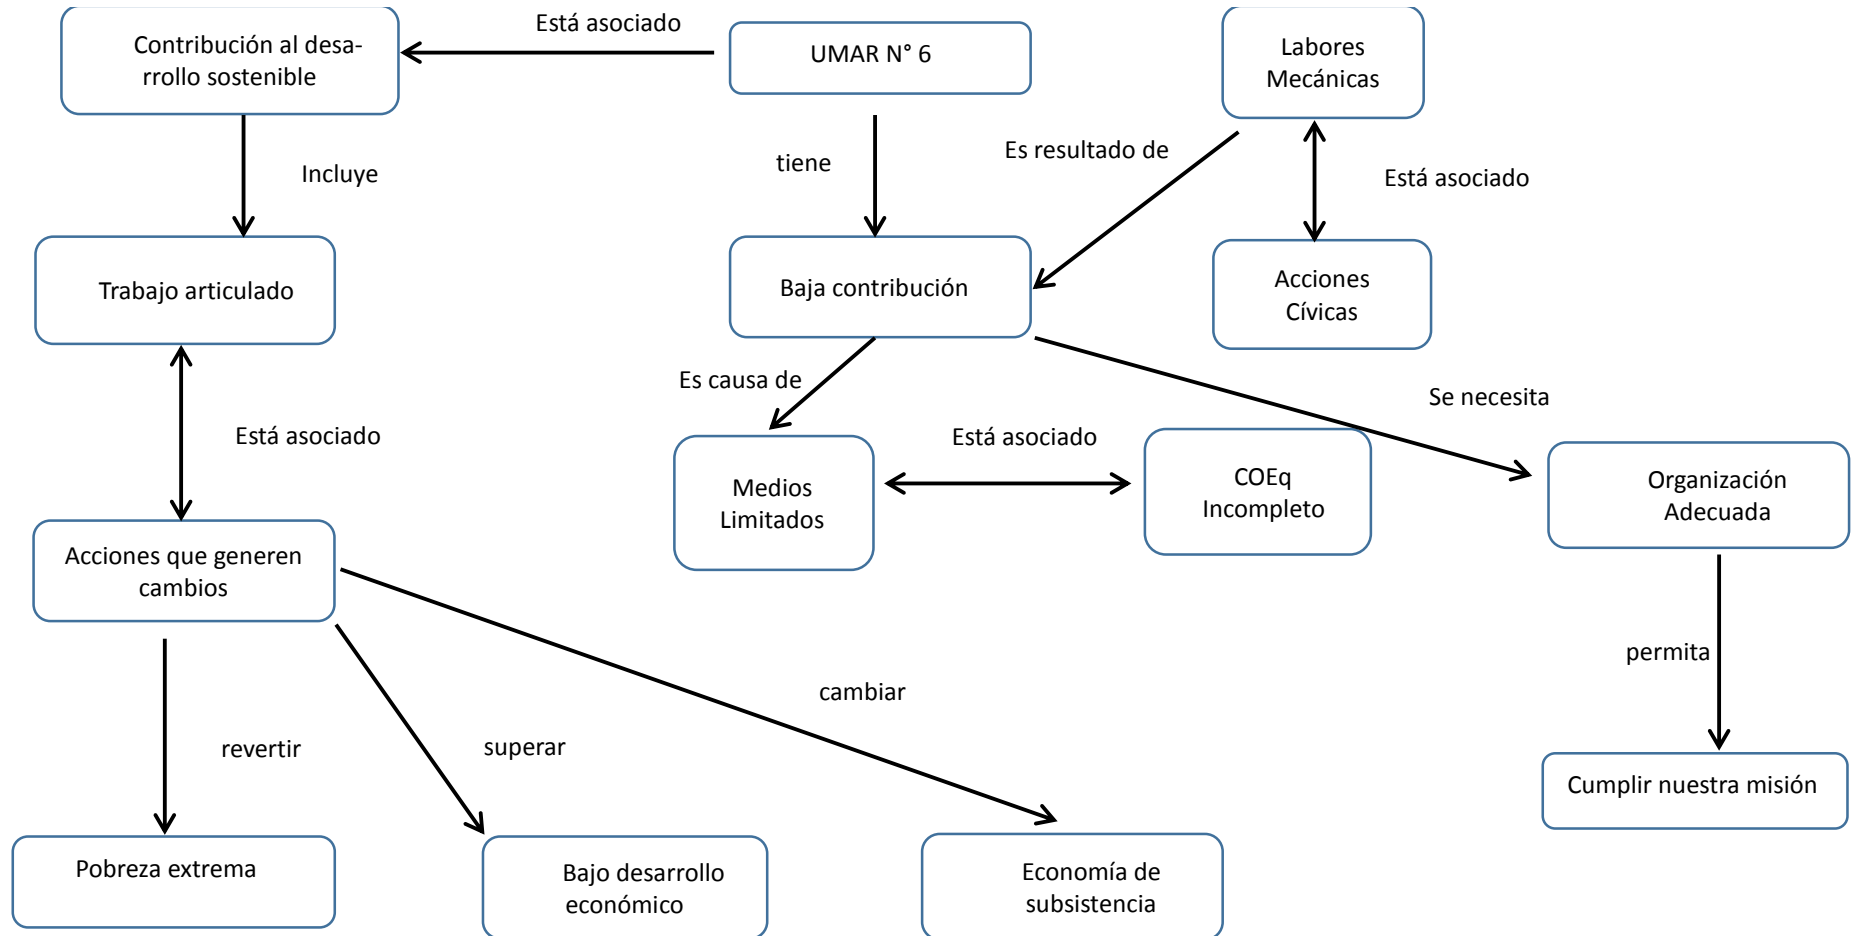 Está asociado
Contribución al desa-
rrollo sostenible
UMAR N° 6
Labores
Mecánicas
Incluye
tiene
Es resultado de
Está asociado
Trabajo articulado
Baja contribución
Acciones
Cívicas
Es causa de
Se necesita
Está asociado
Está asociado
Medios
Limitados
COEq
Incompleto
Organización
Adecuada
Acciones que generen
cambios
permita
cambiar
revertir
superar
Cumplir nuestra misión
Pobreza extrema
Bajo desarrollo
económico
Economía de
subsistencia